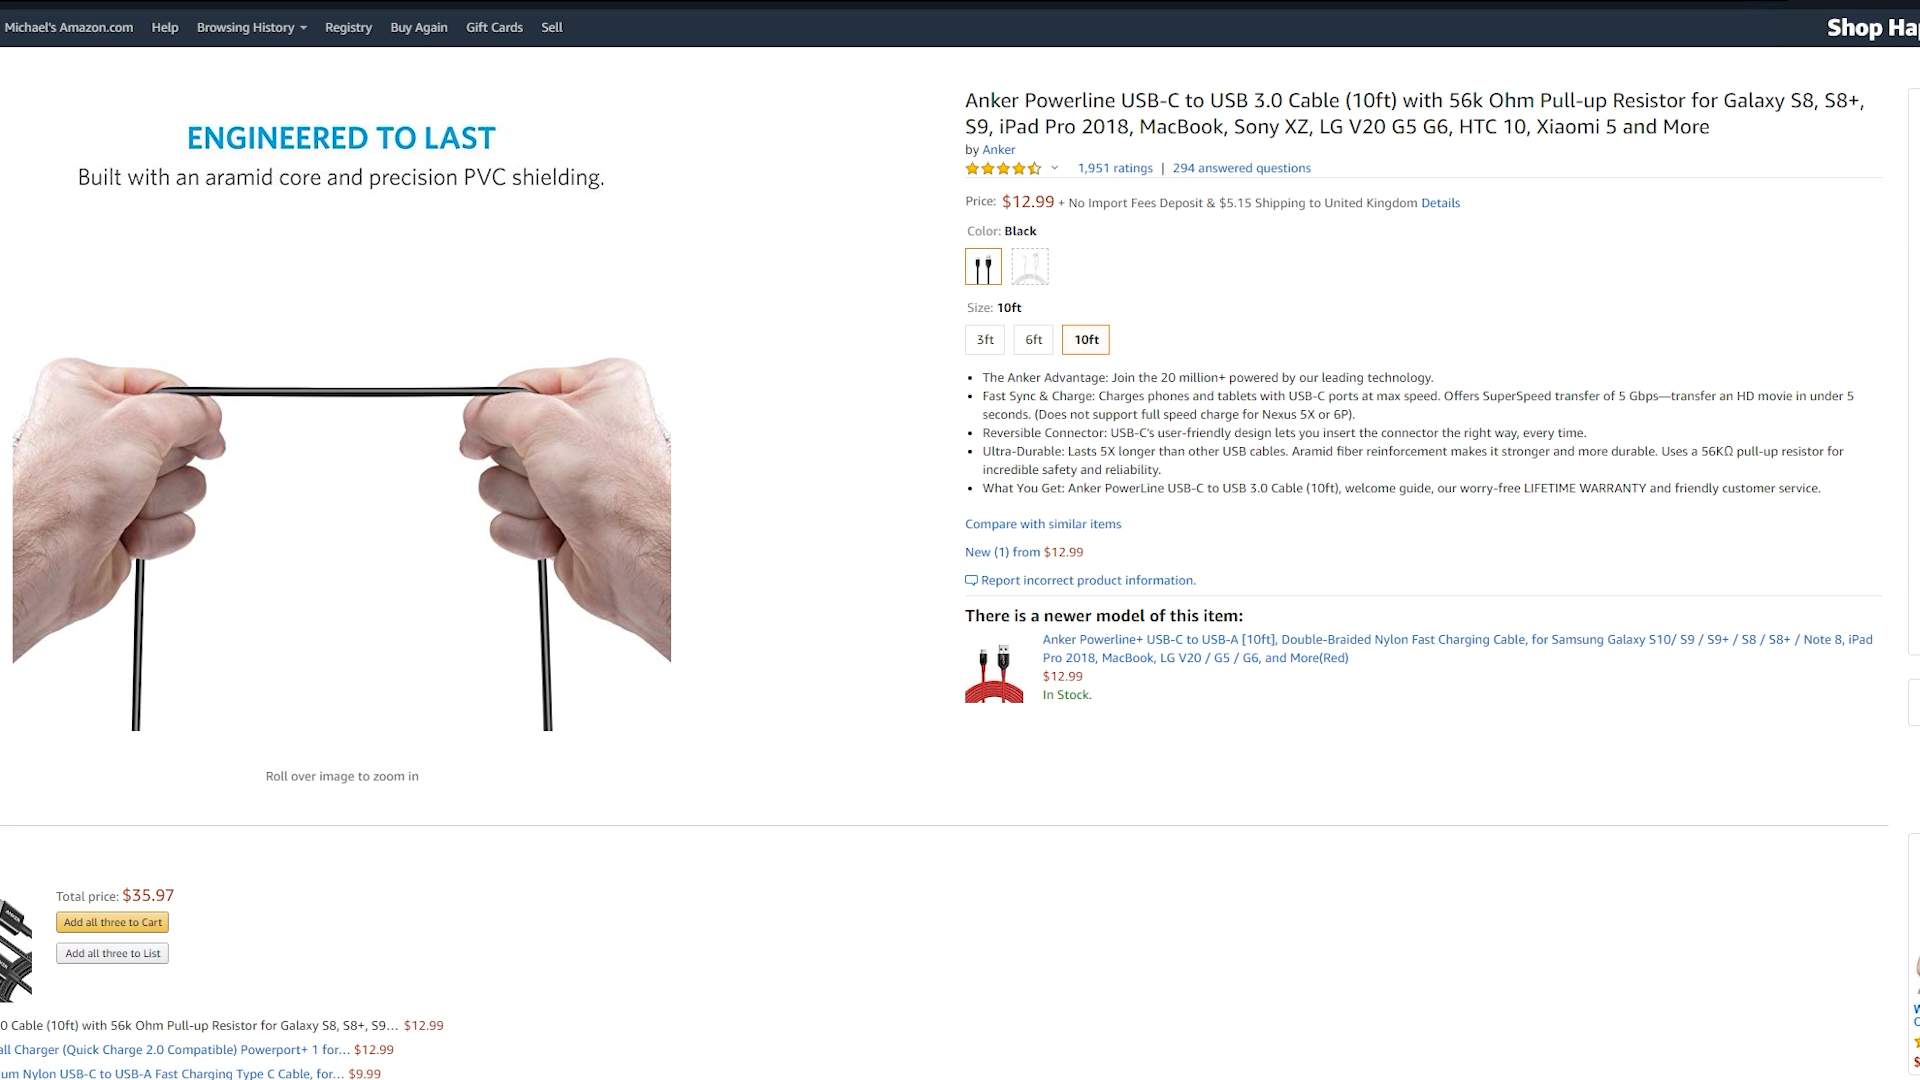 Michael's Amazon.com Help Browsing History Registry Buy Again Gift Cards Sell
Shop Ha
ENGINEERED TO LAST
Built with an aramid core and precision PVC shielding.
Roll over image to zoom in
Anker Powerline USB-C to USB 3.0 Cable (10ft) with 56k Ohm Pull-up Resistor for Galaxy S8, S8+,
S9, iPad Pro 2018, MacBook, Sony XZ, LG V20 G5 G6, HTC 10, Xiaomi 5 and More
by Anker
1,951 ratings | 294 answered questions
Price: $12.99 + No Import Fees Deposit & $5.15 Shipping to United Kingdom Details
Color: Black
Size: 10ft
3ft 6ft 10ft
• The Anker Advantage: Join the 20 million+ powered by our leading technology.
• Fast Sync & Charge: Charges phones and tablets with USB-C ports at max speed. Offers SuperSpeed transfer of 5 Gbps—transfer an HD movie in under 5
seconds. (Does not support full speed charge for Nexus 5X or 6P).
• Reversible Connector: USB-C's user-friendly design lets you insert the connector the right way, every time.
• Ultra-Durable: Lasts 5X longer than other USB cables. Aramid fiber reinforcement makes it stronger and more durable. Uses a 56KΩ pull-up resistor for
incredible safety and reliability.
• What You Get: Anker PowerLine USB-C to USB 3.0 Cable (10ft), welcome guide, our worry-free LIFETIME WARRANTY and friendly customer service.
Compare with similar items
New (1) from $12.99
Report incorrect product information.
There is a newer model of this item:
Anker Powerline+ USB-C to USB-A [10ft], Double-Braided Nylon Fast Charging Cable, for Samsung Galaxy S10/ S9 / S9+ / S8 / S8+ / Note 8, iPad
Pro 2018, MacBook, LG V20 / G5 / G6, and More(Red)
$12.99
In Stock.
Total price: $35.97
Add all three to Cart
Add all three to List
0 Cable (10ft) with 56k Ohm Pull-up Resistor for Galaxy S8, S8+, S9... $12.99
all Charger (Quick Charge 2.0 Compatible) Powerport+ 1 for... $12.99
um Nylon USB-C to USB-A Fast Charging Type C Cable, for... $9.99